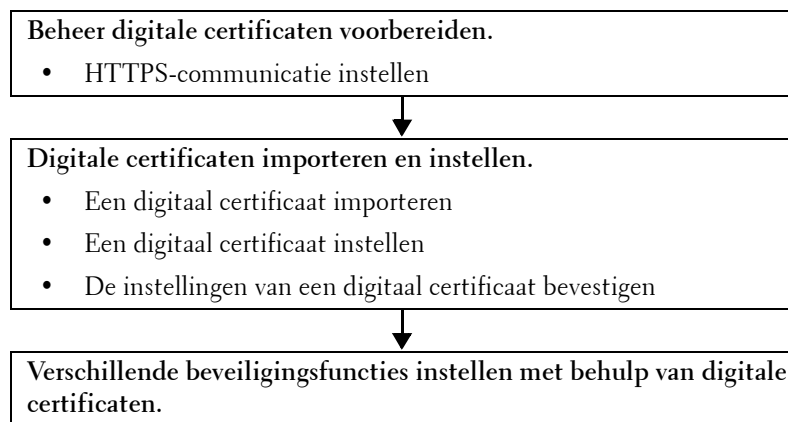 Beheer digitale certificaten voorbereiden.
• HTTPS-communicatie instellen
Digitale certificaten importeren en instellen.
• Een digitaal certificaat importeren
• Een digitaal certificaat instellen
• De instellingen van een digitaal certificaat bevestigen
Verschillende beveiligingsfuncties instellen met behulp van digitale
certificaten.